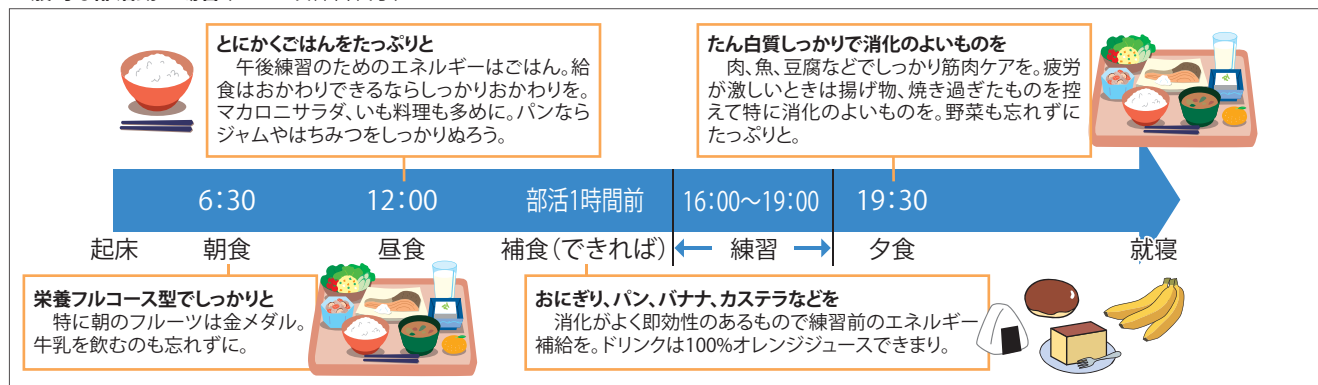 とにかくごはんをたっぷりと
午後練習のためのエネルギーはごはん。給
食はおかわりできるならしっかりおかわりを。
マカロニサラダ、いも料理も多めに。パンなら
ジャムやはちみつをしっかりぬろう。
たん白質しっかりで消化のよいものを
肉、魚、豆腐などでしっかり筋肉ケアを。疲労
が激しいときは揚げ物、焼き過ぎたものを控
えて特に消化のよいものを。野菜も忘れずに
たっぷりと。
6：30 12：00 部活1時間前 16：00～19：00 19：30
起床 朝食 昼食 補食（できれば） 練習 夕食 就寝
栄養フルコース型でしっかりと
特に朝のフルーツは金メダル。
牛乳を飲むのも忘れずに。
おにぎり、パン、バナナ、カステラなどを
消化がよく即効性のあるもので練習前のエネルギー
補給を。ドリンクは100%オレンジジュースできまり。